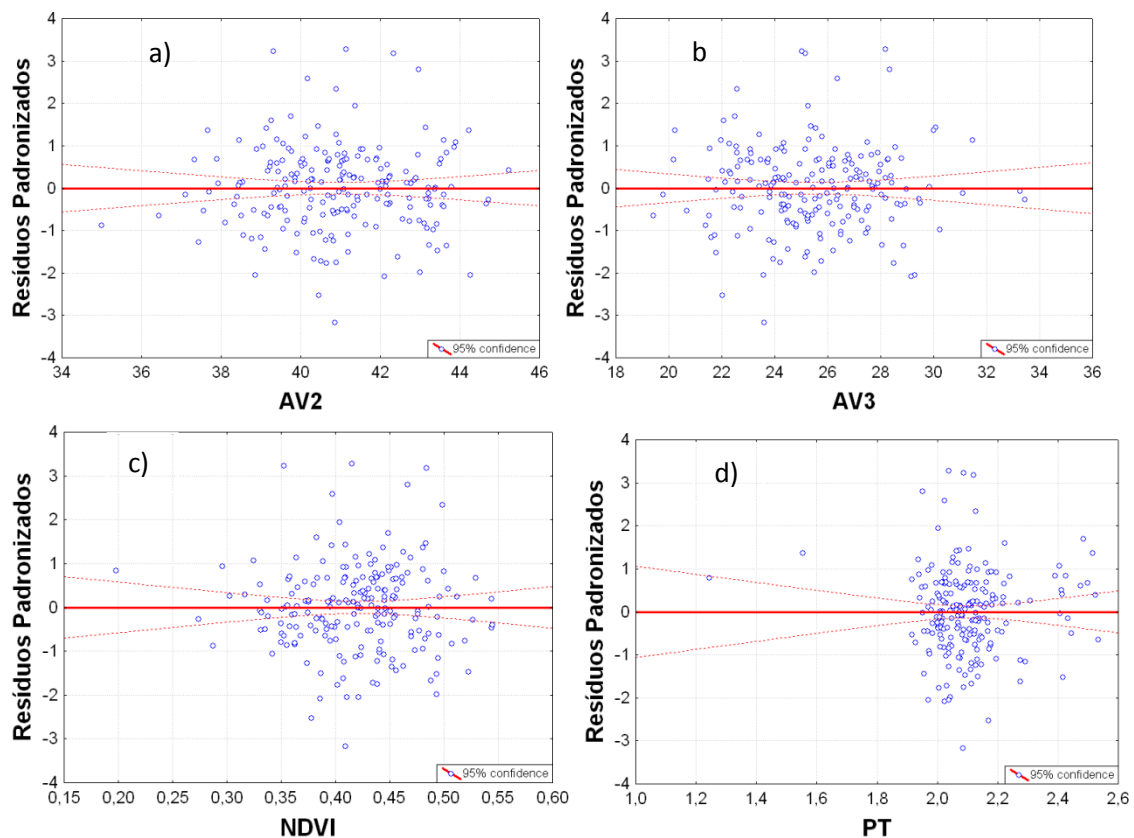 4
3
2
1
0
-1
-2
-3
-4
Resíduos Padronizados
a)
34 36 38 40 42 44 46
AV2
95% confidence
4
3
2
1
0
-1
-2
-3
-4
Resíduos Padronizados
b
18 20 22 24 26 28 30 32 34 36
AV3
95% confidence
4
3
2
1
0
-1
-2
-3
-4
Resíduos Padronizados
c)
0,15 0,20 0,25 0,30 0,35 0,40 0,45 0,50 0,55 0,60
NDVI
95% confidence
4
3
2
1
0
-1
-2
-3
-4
Resíduos Padronizados
d)
1,0 1,2 1,4 1,6 1,8 2,0 2,2 2,4 2,6
PT
95% confidence